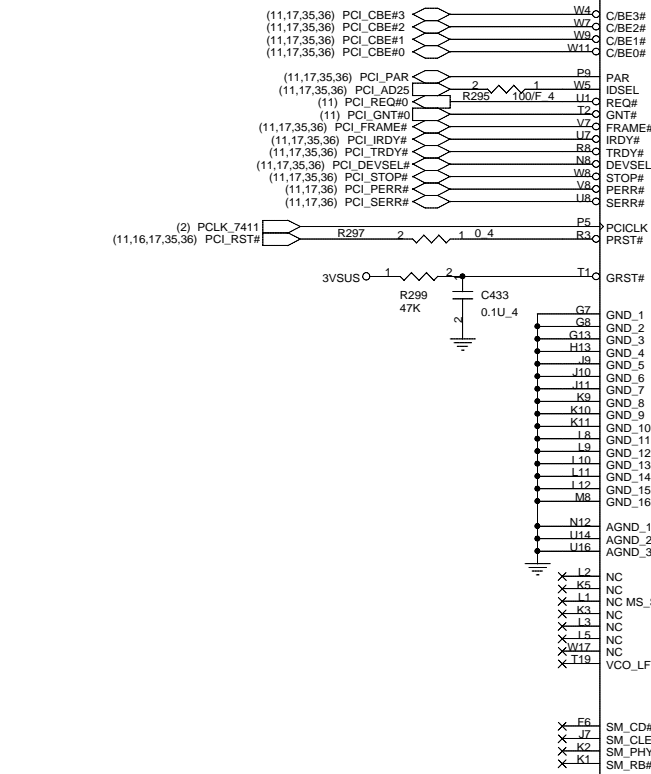 (11,17,35,36) PCI_CBE#3 W4 C/BE3#
(11,17,35,36) PCI_CBE#2 W7 C/BE2#
(11,17,35,36) PCI_CBE#1 W9 C/BE1#
(11,17,35,36) PCI_CBE#0 W11 C/BE0#
(11,17,35,36) PCI_PAR P9 PAR
(11,17,35,36) PCI_AD25 2 R295 1 100/F_4 W5 IDSEL
(11) PCI_REQ#0 U1 REQ#
(11) PCI_GNT#0 T2 GNT#
(11,17,35,36) PCI_FRAME# V7 FRAME#
(11,17,35,36) PCI_IRDY# U7 IRDY#
(11,17,35,36) PCI_TRDY# R8 TRDY#
(11,17,35,36) PCI_DEVSEL# N8 DEVSEL
(11,17,35,36) PCI_STOP# W8 STOP#
(11,17,36) PCI_PERR# V8 PERR#
(11,17,36) PCI_SERR# U8 SERR#
(2) PCLK_7411 P5 PCICLK
(11,16,17,35,36) PCI_RST# R297 2 1 0_4 R3 PRST#
3VSUS 1 2 T1 GRST#
R299 C433
47K 0.1U_4
2
G7 GND_1
G8 GND_2
G13 GND_3
H13 GND_4
J9 GND_5
J10 GND_6
J11 GND_7
K9 GND_8
K10 GND_9
K11 GND_10
L8 GND_11
L9 GND_12
L10 GND_13
L11 GND_14
L12 GND_15
M8 GND_16
N12 AGND_1
U14 AGND_2
U16 AGND_3
L2 NC
K5 NC
L1 NC MS_
K3 NC
L3 NC
L5 NC
W17 NC
T19 VCO_LF
F6 SM_CD#
J7 SM_CLE
K2 SM_PHY
K1 SM_RB#